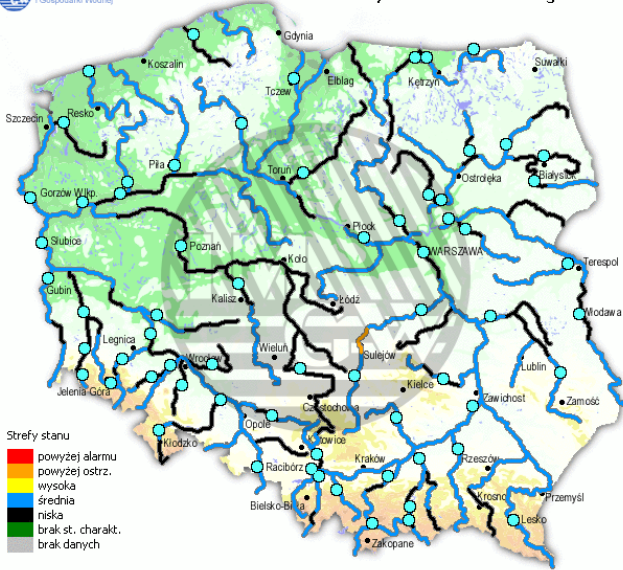 i Gospodarki Wodnej
Gdynia
Koszalin
Suwałki
Elbląg
Kętrzyn
Tczew
Resko
Szczecin
Piła
Toruń
Ostrołęka
Białystok
Gorzów Wlkp.
Płock
Słubice
Poznań
WARSZAWA
Koło
Terespol
Gubin
Kalisz
Łódź
Włodawa
Legnica
Wieluń
Sulejów
Wrocław
Lublin
Kielce
Jelenia Góra
Zawichost
Zamość
Częstochowa
Opole
Strefy stanu
Kłodzko
Katowice
powyżej alarmu
Racibórz
Kraków
Rzeszów
powyżej ostrz.
wysoka
Krosno
Przemyśl
średnia
Bielsko-Biała
niska
Lesko
brak st. charakt.
Zakopane
brak danych